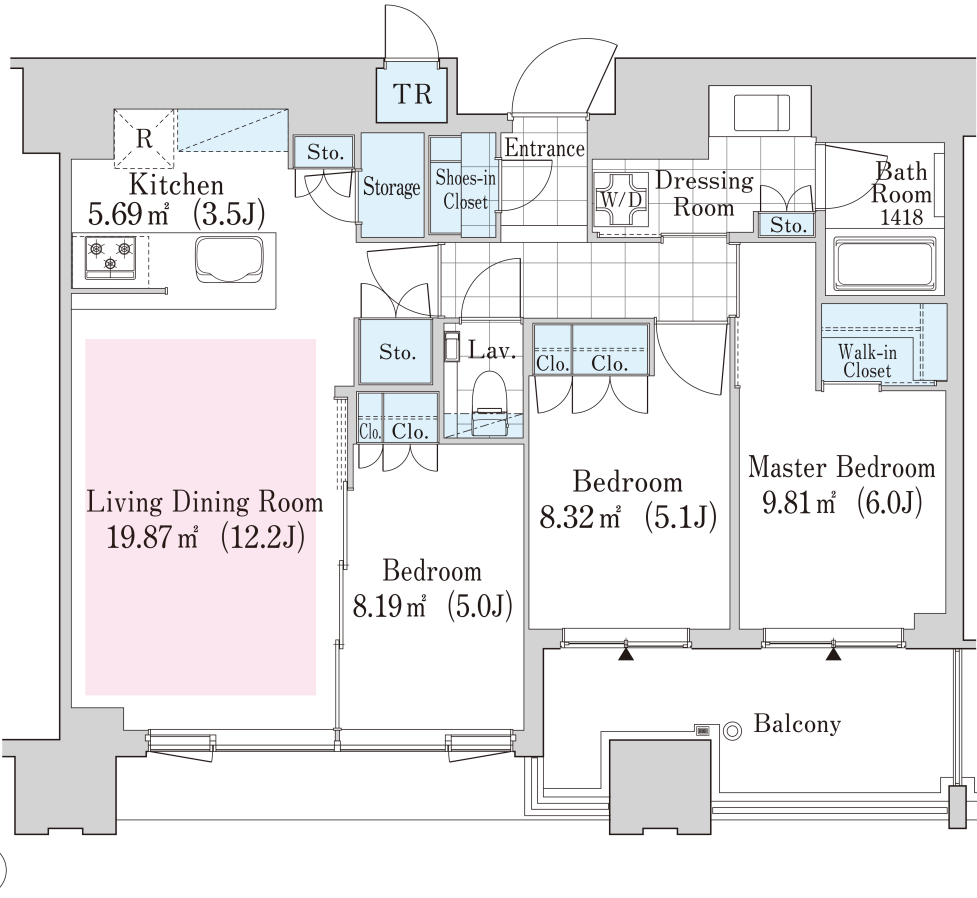 TR
R
Sto.
Entrance
Kitchen
5.69㎡ (3.5J)
Storage
Shoes-in
Closet
W/D
Dressing
Room
Sto.
Bath
Room
1418
Sto.
Lav.
Clo.
Clo.
Walk-in
Closet
Clo.
Clo.
Living Dining Room
19.87㎡ (12.2J)
Bedroom
8.19㎡ (5.0J)
Bedroom
8.32㎡ (5.1J)
Master Bedroom
9.81㎡ (6.0J)
Balcony